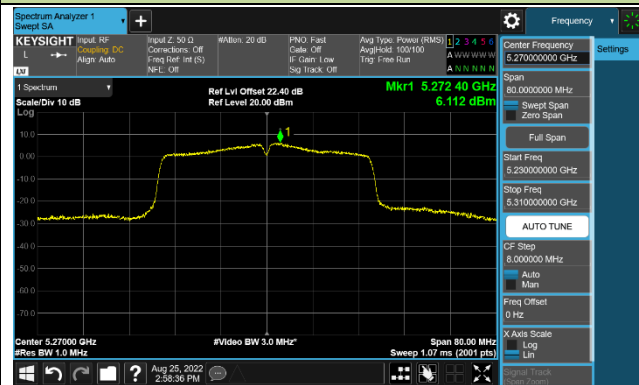 Spectrum Analyzer 1
Swept SA
Frequency
KEYSIGHT
Input: RF
Coupling: DC
Align: Auto
Input Z: 50 Ω
Corrections: Off
Freq Ref: Int (S)
NFE: Off
#Atten: 20 dB
PNO: Fast
Gate: Off
IF Gain: Low
Sig Track: Off
Avg Type: Power (RMS)
Avg|Hold: 100/100
Trig: Free Run
1 2 3 4 5 6
A W W W W W
A N N N N N
L
LXI
1 Spectrum
Scale/Div 10 dB
Log
Ref Lvl Offset 22.40 dB
Ref Level 20.00 dBm
Mkr1 5.272 40 GHz
6.112 dBm
1
10.0
0.00
-10.0
-20.0
-30.0
-40.0
-50.0
-60.0
-70.0
Center 5.27000 GHz
#Res BW 1.0 MHz
#Video BW 3.0 MHz*
Span 80.00 MHz
Sweep 1.07 ms (2001 pts)
Center Frequency
5.270000000 GHz
Settings
Span
80.0000000 MHz
Swept Span
Zero Span
Full Span
Start Freq
5.230000000 GHz
Stop Freq
5.310000000 GHz
AUTO TUNE
CF Step
8.000000 MHz
Auto
Man
Freq Offset
0 Hz
X Axis Scale
Log
Lin
Signal Track
(Span Zoom)
Aug 25, 2022
2:58:36 PM